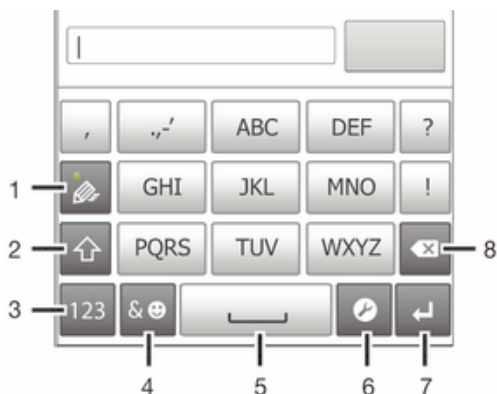 , .,-′ ABC DEF ?
1 GHI JKL MNO !
2 PQRS TUV WXYZ 8
3 123 &
4 5 6 7